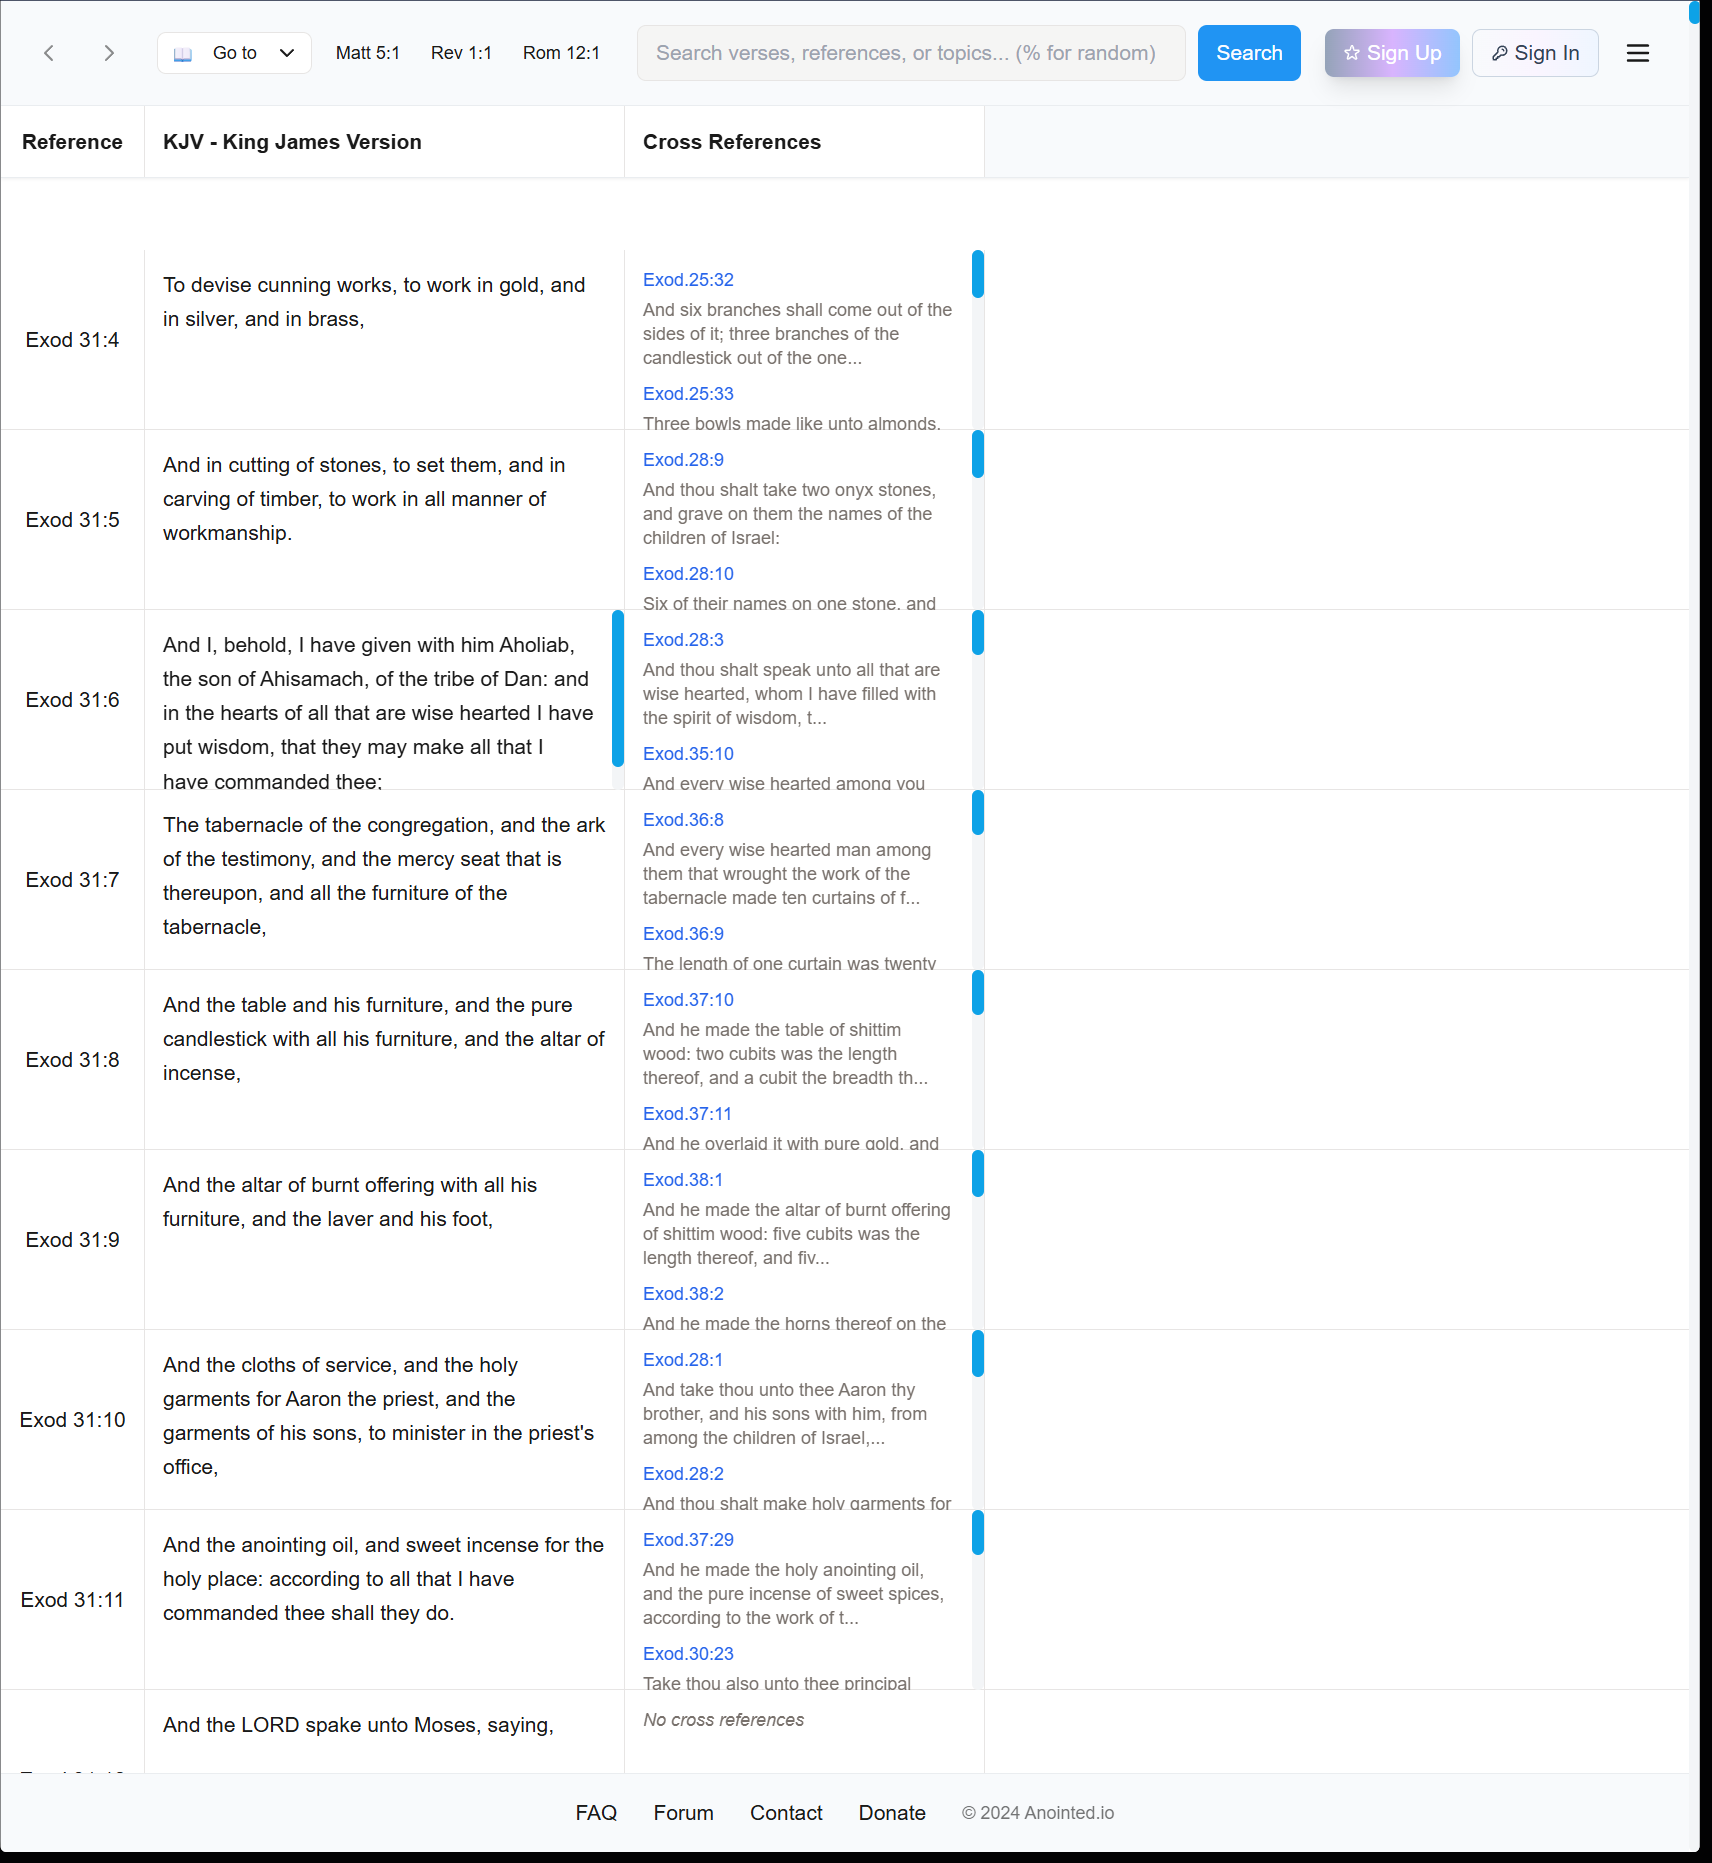 Go to
Matt 5:1
Rev 1:1
Rom 12:1
Search verses, references, or topics... (% for random)
Search
Sign Up
Sign In
Reference
KJV - King James Version
Cross References
Exod 31:4
To devise cunning works, to work in gold, and
in silver, and in brass,
Exod.25:32
And six branches shall come out of the
sides of it; three branches of the
candlestick out of the one...
Exod.25:33
Three bowls made like unto almonds,
Exod 31:5
And in cutting of stones, to set them, and in
carving of timber, to work in all manner of
workmanship.
Exod.28:9
And thou shalt take two onyx stones,
and grave on them the names of the
children of Israel:
Exod.28:10
Six of their names on one stone, and
Exod 31:6
And I, behold, I have given with him Aholiab,
the son of Ahisamach, of the tribe of Dan: and
in the hearts of all that are wise hearted I have
put wisdom, that they may make all that I
have commanded thee;
Exod.28:3
And thou shalt speak unto all that are
wise hearted, whom I have filled with
the spirit of wisdom, t...
Exod.35:10
And every wise hearted among you
Exod 31:7
The tabernacle of the congregation, and the ark
of the testimony, and the mercy seat that is
thereupon, and all the furniture of the
tabernacle,
Exod.36:8
And every wise hearted man among
them that wrought the work of the
tabernacle made ten curtains of f...
Exod.36:9
The length of one curtain was twenty
Exod 31:8
And the table and his furniture, and the pure
candlestick with all his furniture, and the altar of
incense,
Exod.37:10
And he made the table of shittim
wood: two cubits was the length
thereof, and a cubit the breadth th...
Exod.37:11
And he overlaid it with pure gold, and
Exod 31:9
And the altar of burnt offering with all his
furniture, and the laver and his foot,
Exod.38:1
And he made the altar of burnt offering
of shittim wood: five cubits was the
length thereof, and fiv...
Exod.38:2
And he made the horns thereof on the
Exod 31:10
And the cloths of service, and the holy
garments for Aaron the priest, and the
garments of his sons, to minister in the priest's
office,
Exod.28:1
And take thou unto thee Aaron thy
brother, and his sons with him, from
among the children of Israel,...
Exod.28:2
And thou shalt make holy garments for
Exod 31:11
And the anointing oil, and sweet incense for the
holy place: according to all that I have
commanded thee shall they do.
Exod.37:29
And he made the holy anointing oil,
and the pure incense of sweet spices,
according to the work of t...
Exod.30:23
Take thou also unto thee principal
And the LORD spake unto Moses, saying,
No cross references
FAQ
Forum
Contact
Donate
© 2024 Anointed.io